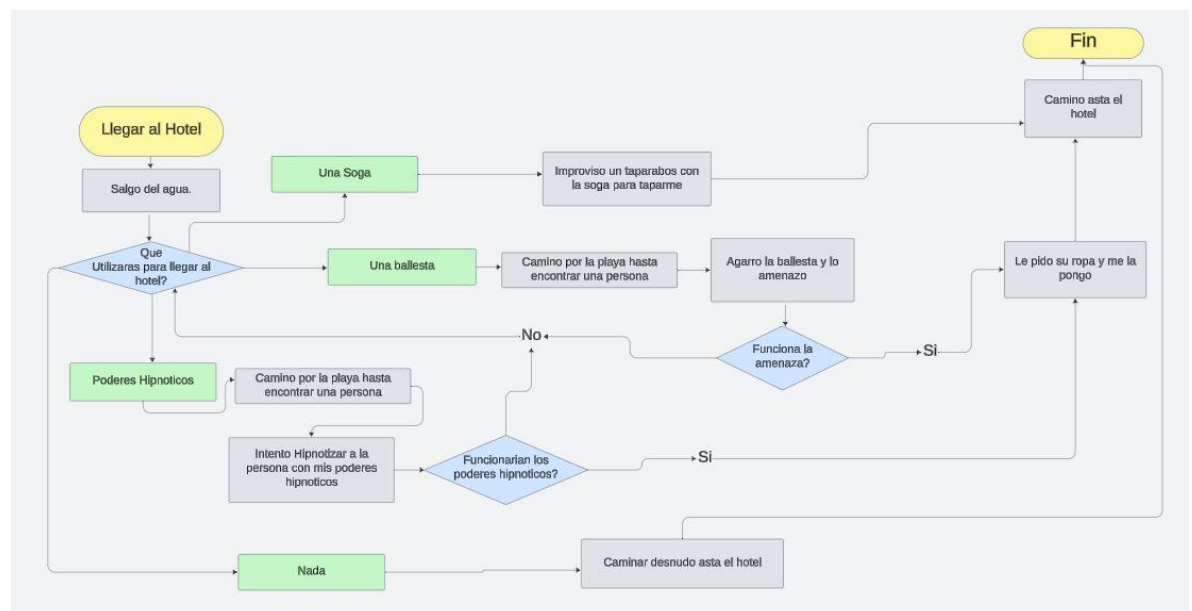 Fin
Camino asta el
hotel
Llegar al Hotel
Salgo del agua.
Una Soga
Improviso un taparabos con
la soga para taparme
Que
Utilizaras para llegar al
hotel?
Una ballesta
Camino por la playa hasta
encontrar una persona
Agarro la ballesta y lo
amenazo
Le pido su ropa y me la
pongo
No
Funciona la
amenaza?
Si
Poderes Hipnoticos
Camino por la playa hasta
encontrar una persona
Intento Hipnotizar a la
persona con mis poderes
hipnoticos
Funcionarian los
poderes hipnoticos?
Si
Nada
Caminar desnudo asta el hotel